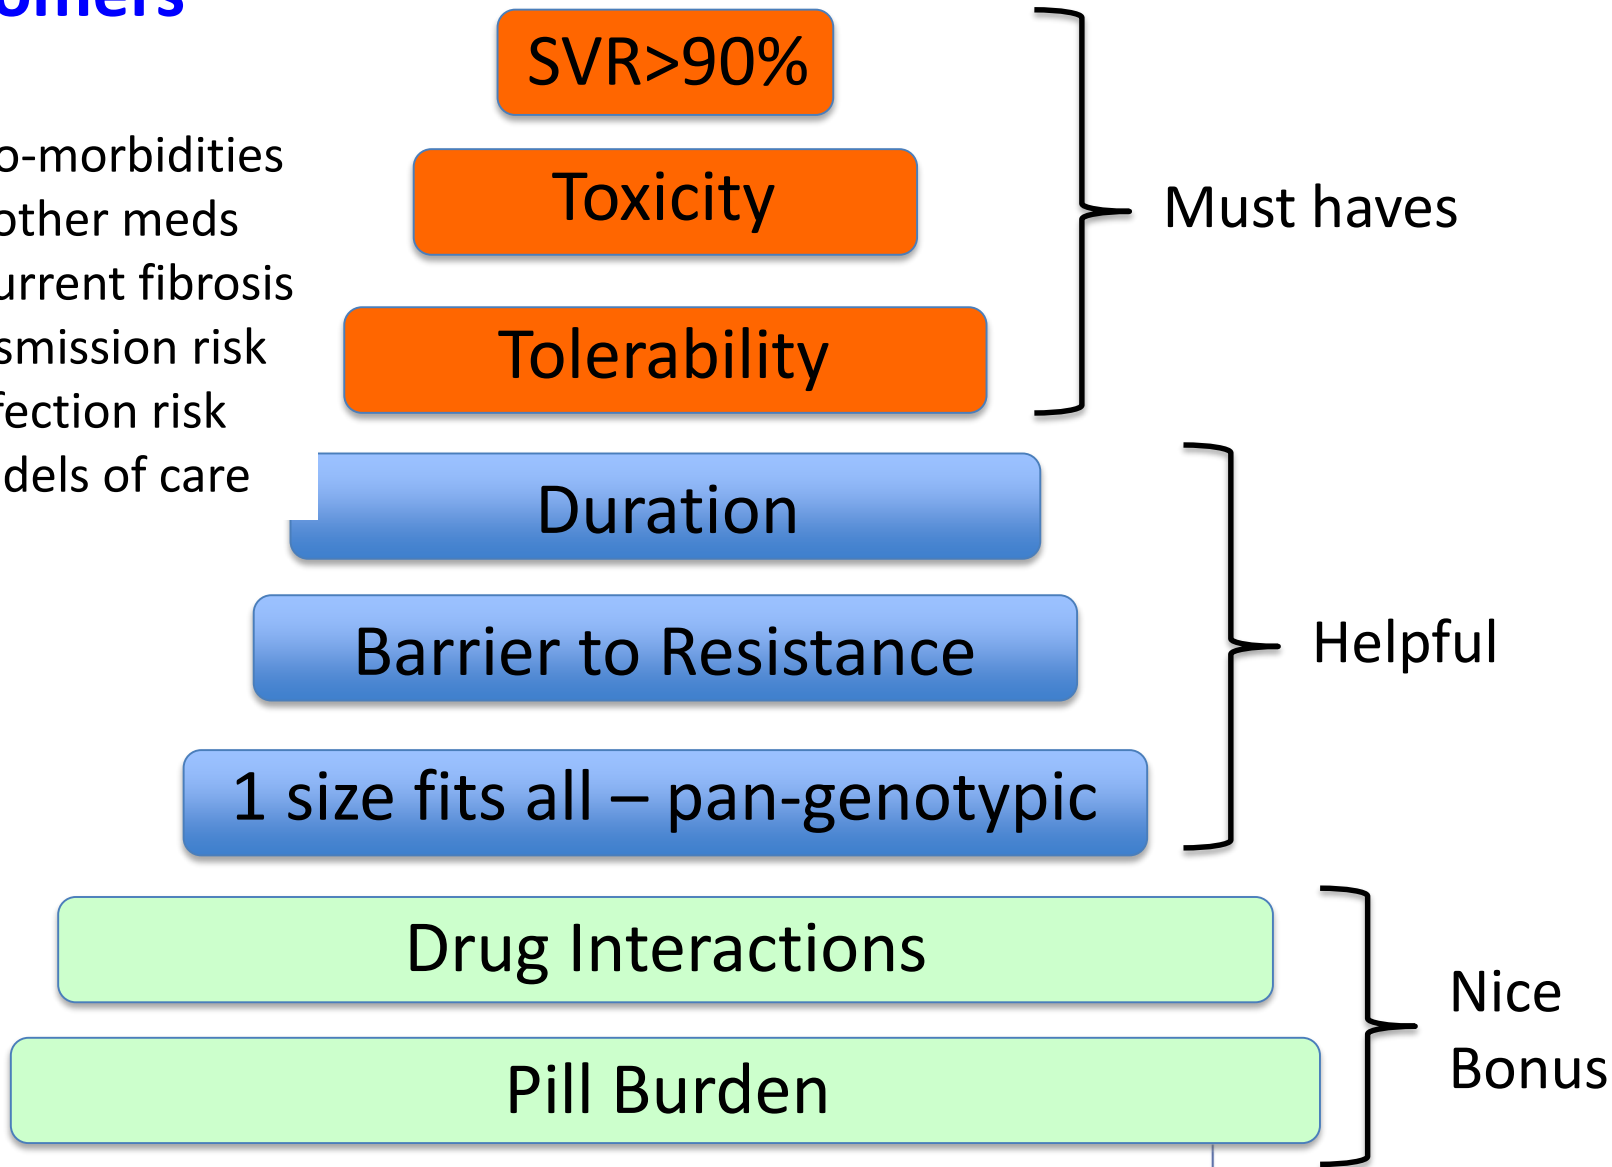 omers
o-morbidities
other meds
urrent fibrosis
smission risk
fection risk
dels of care
SVR>90%
Toxicity
Tolerability
Must haves
Duration
Barrier to Resistance
1 size fits all – pan-genotypic
Helpful
Drug Interactions
Pill Burden
Nice
Bonus